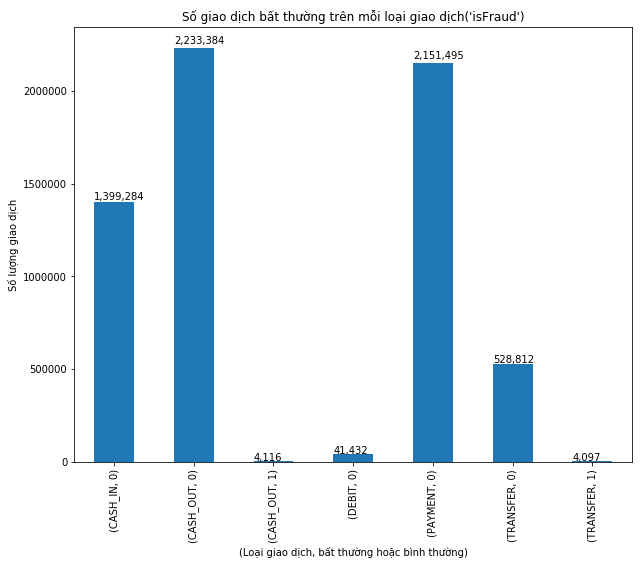 Số giao dịch bất thường trên mỗi loại giao dịch('isFraud')
Số lượng giao dịch
2000000
1500000
1000000
500000
0
1,399,284
2,233,384
4,116
41,432
2,151,495
528,812
4,097
(CASH_IN, 0)
(CASH_OUT, 0)
(CASH_OUT, 1)
(DEBIT, 0)
(PAYMENT, 0)
(TRANSFER, 0)
(TRANSFER, 1)
(Loại giao dịch, bất thường hoặc bình thường)